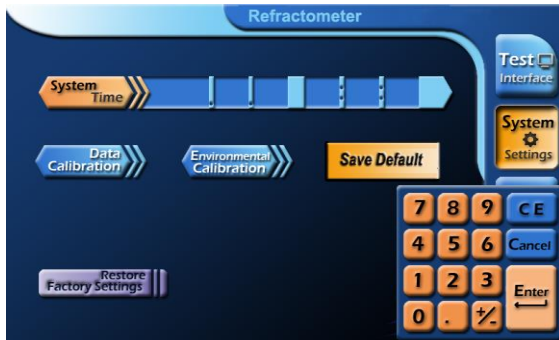 Refractometer
Test
Interface
System
Time
System
Settings
Data
Calibration
Environmental
Calibration
Save Default
7 8 9 CE
4 5 6 Cancel
1 2 3 Enter
0 . +/-
Restore
Factory Settings